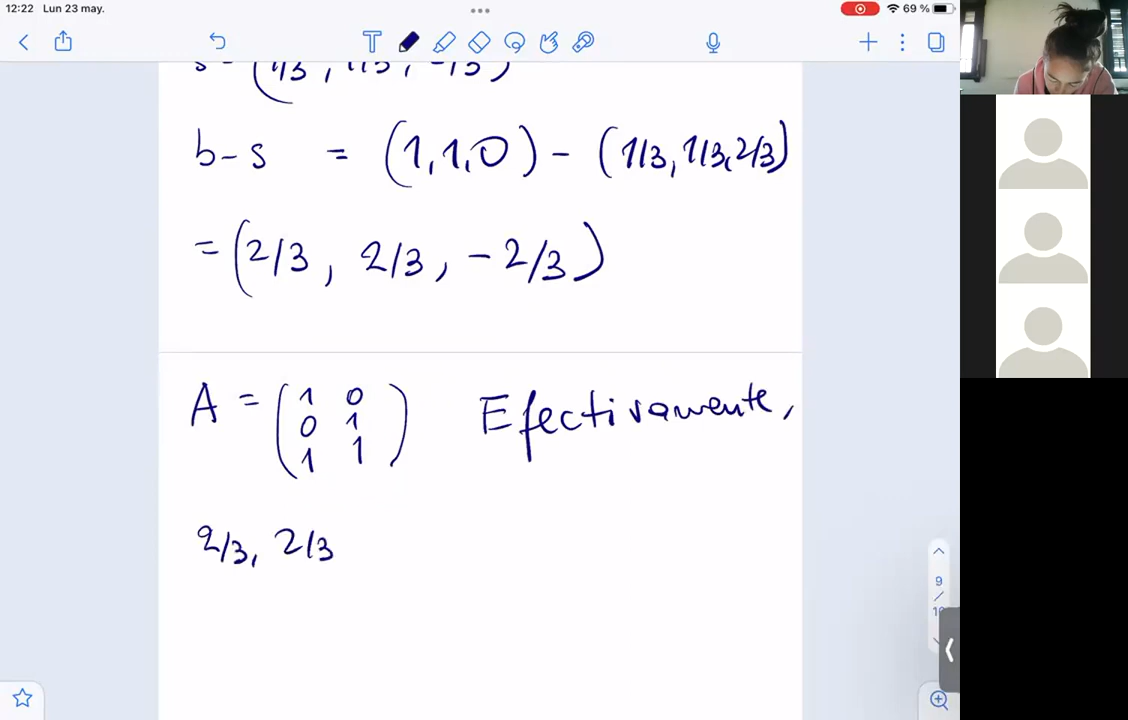 12:22 Lun 23 may.
69 %
T
b - s = (1,1,0) - (1/3, 1/3, 2/3)
= (2/3, 2/3, -2/3)
A = (1 0
0 1
1 1) Efectivamente,
2/3, 2/3
9
/